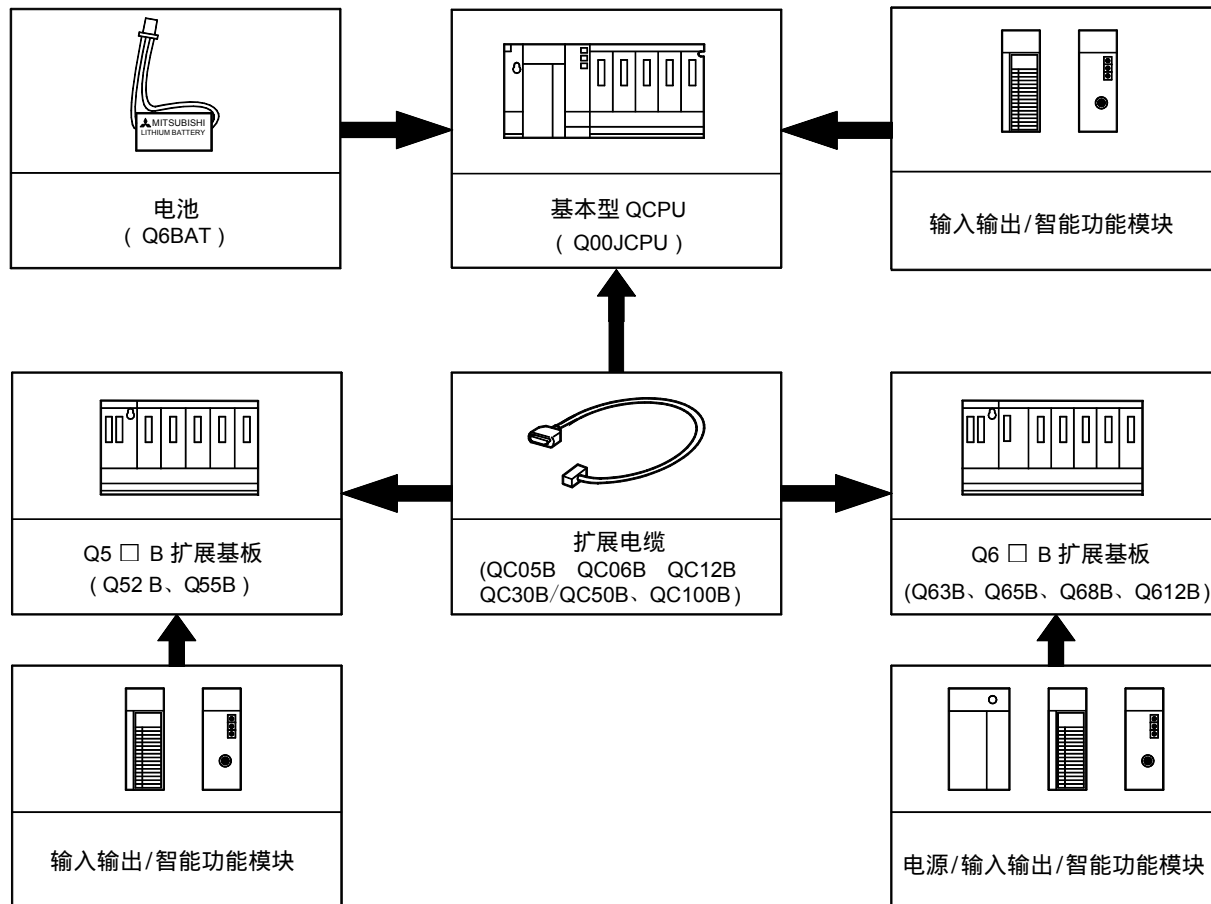 MITSUBISHI
LITHIUM BATTERY
电池
( Q6BAT )
基本型 QCPU
( Q00JCPU )
输入输出/智能功能模块
Q5 □ B 扩展基板
( Q52 B、Q55B )
扩展电缆
(QC05B QC06B QC12B
QC30B/QC50B、QC100B)
Q6 □ B 扩展基板
(Q63B、Q65B、Q68B、Q612B)
输入输出/智能功能模块
电源/输入输出/智能功能模块